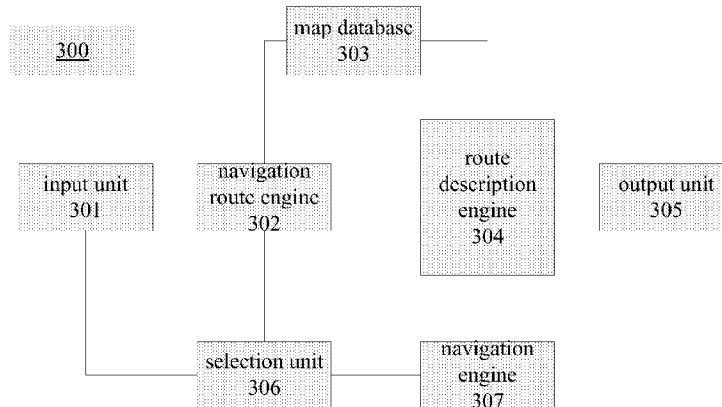 300
map database
303
input unit
301
navigation
route engine
302
route
description
engine
304
output unit
305
selection unit
306
navigation
engine
307